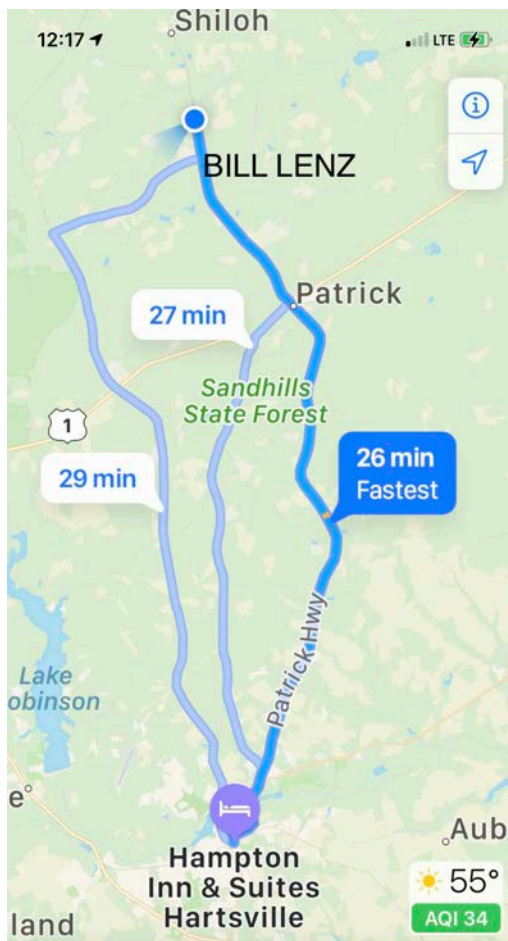 Shiloh
12:17
LTE
BILL LENZ
Patrick
27 min
Sandhills
State Forest
1
26 min
Fastest
29 min
Patrick Hwy
Lake
obinson
e
Aub
Hampton
Inn & Suites
Hartsville
55°
AQI 34
land